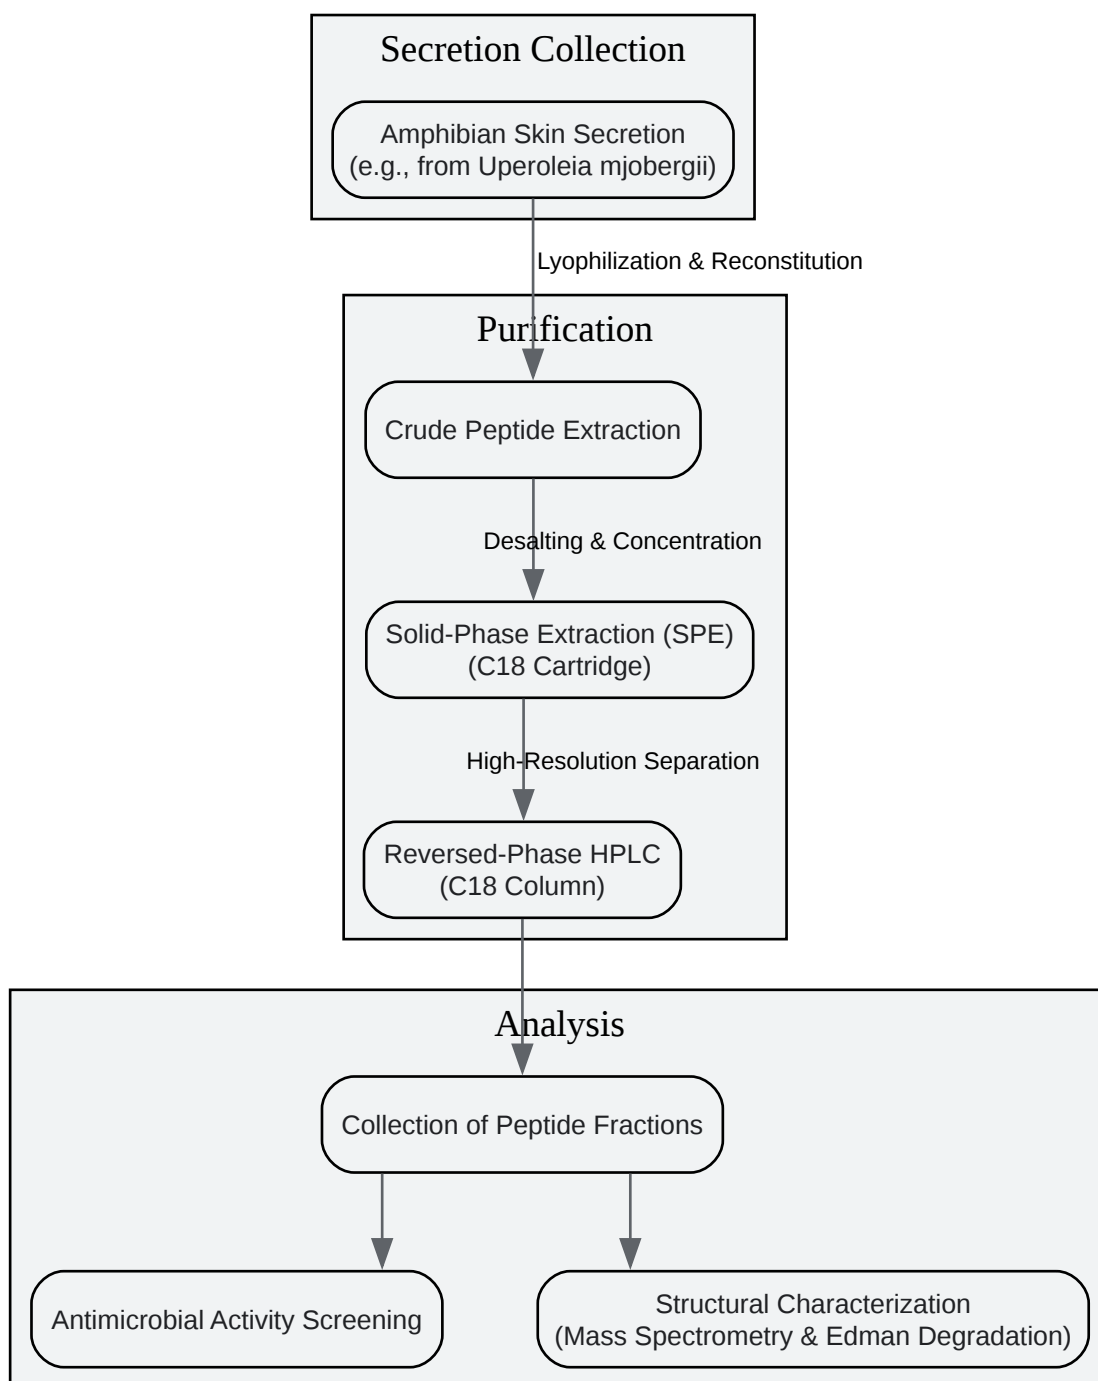 Secretion Collection
Amphibian Skin Secretion
(e.g., from Uperoleia mjobergii)
Lyophilization & Reconstitution
Purification
Crude Peptide Extraction
Desalting & Concentration
Solid-Phase Extraction (SPE)
(C18 Cartridge)
High-Resolution Separation
Reversed-Phase HPLC
(C18 Column)
Analysis
Collection of Peptide Fractions
Antimicrobial Activity Screening
Structural Characterization
(Mass Spectrometry & Edman Degradation)